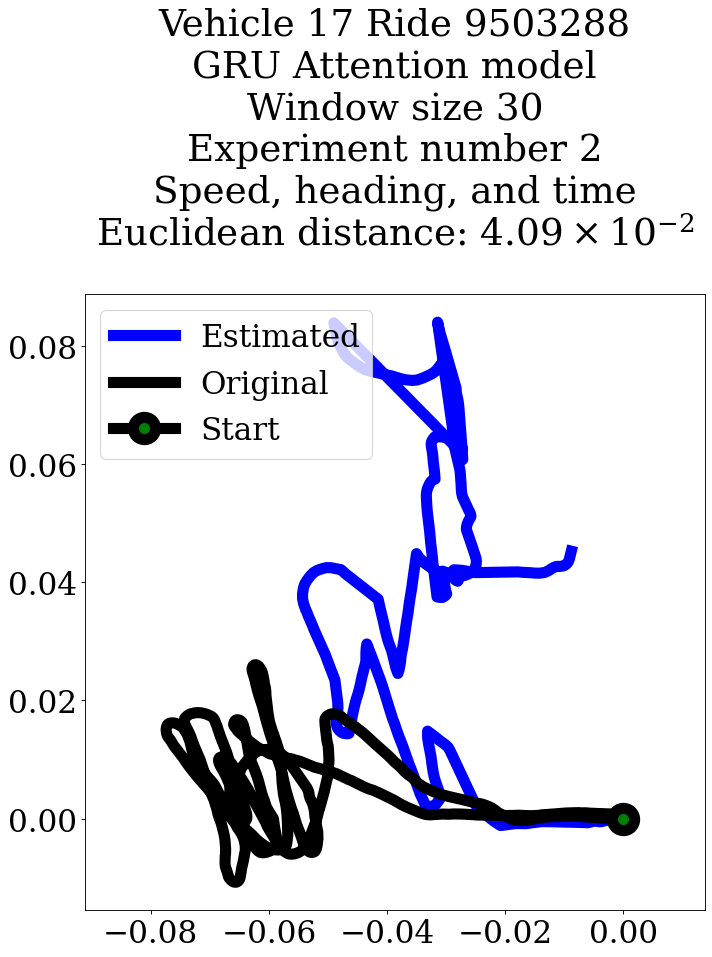 Vehicle 17 Ride 9503288
GRU Attention model
Window size 30
Experiment number 2
Speed, heading, and time
Euclidean distance: 4.09 × 10⁻²
Estimated
Original
Start
0.08
0.06
0.04
0.02
0.00
−0.08 −0.06 −0.04 −0.02 0.00